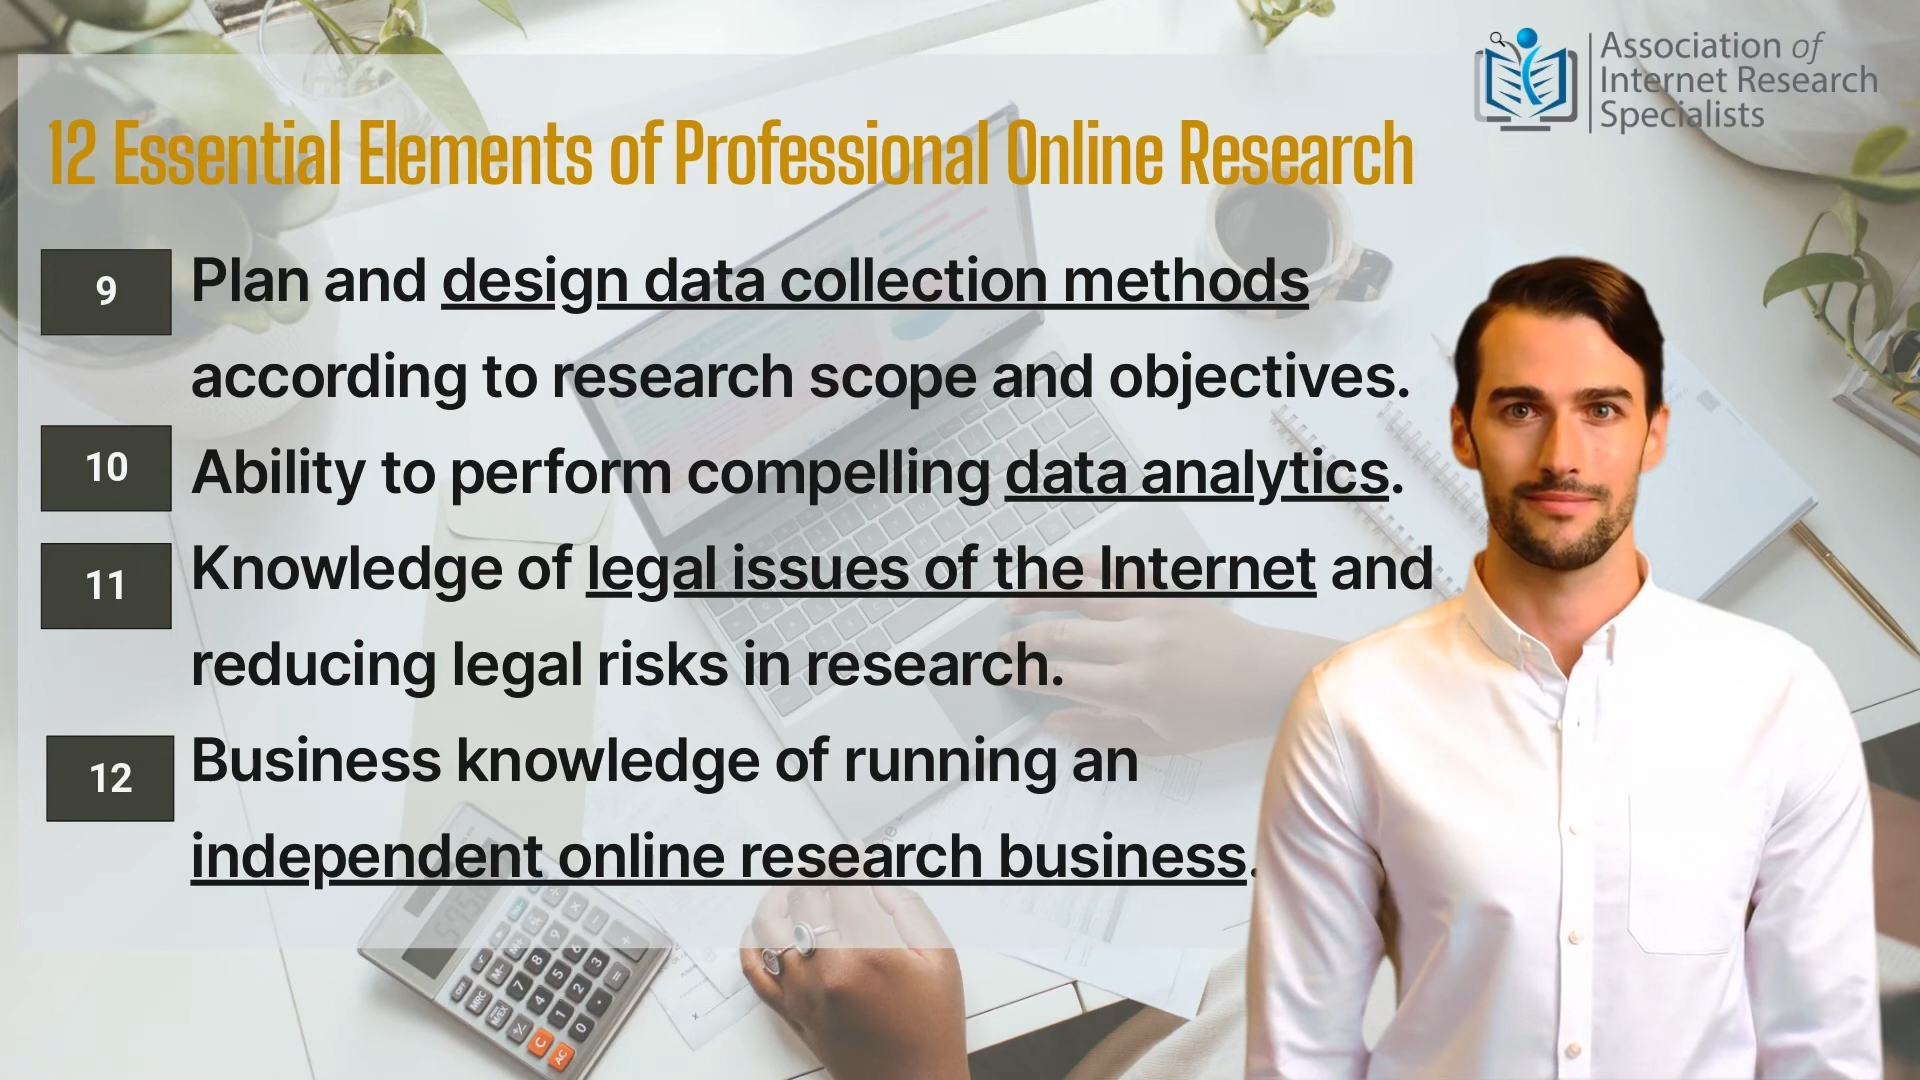 Association of
Internet Research
Specialists
12 Essential Elements of Professional Online Research
9
Plan and design data collection methods
according to research scope and objectives.
10
Ability to perform compelling data analytics.
11
Knowledge of legal issues of the Internet and
reducing legal risks in research.
12
Business knowledge of running an
independent online research business.